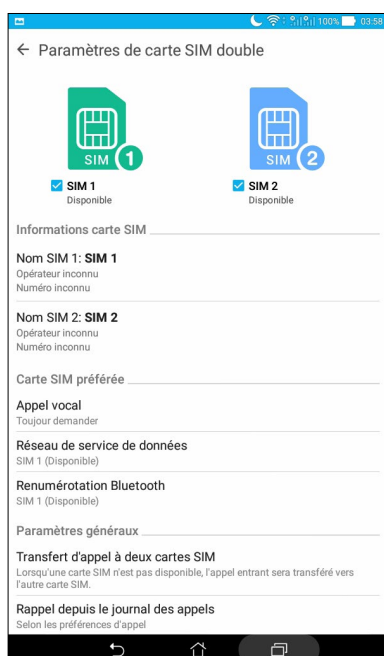 100% 03:58
Paramètres de carte SIM double
SIM 1 SIM 2
SIM 1 SIM 2
Disponible Disponible
Informations carte SIM
Nom SIM 1: SIM 1
Opérateur inconnu
Numéro inconnu
Nom SIM 2: SIM 2
Opérateur inconnu
Numéro inconnu
Carte SIM préférée
Appel vocal
Toujour demander
Réseau de service de données
SIM 1 (Disponible)
Renumérotation Bluetooth
SIM 1 (Disponible)
Paramètres généraux
Transfert d'appel à deux cartes SIM
Lorsqu'une carte SIM n'est pas disponible, l'appel entrant sera transféré vers
l'autre carte SIM.
Rappel depuis le journal des appels
Selon les préférences d'appel